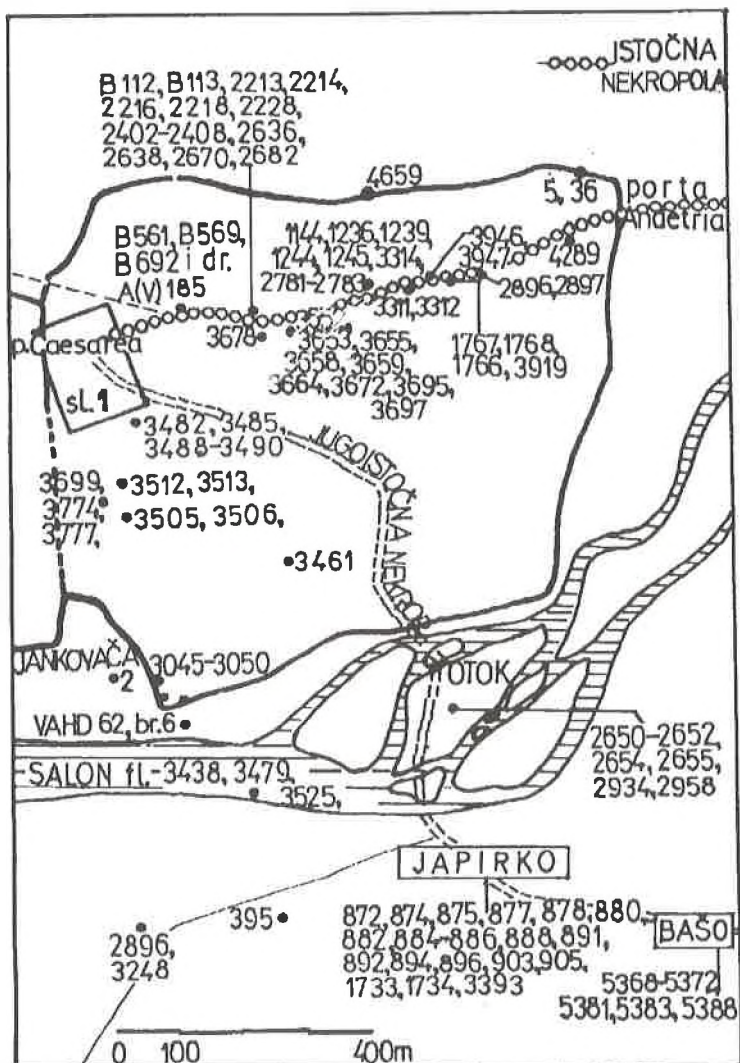 ISTOČNA
NEKROPOLA
B 112, B 113, 2213, 2214,
2216, 2218, 2228,
2402-2408, 2636,
2638, 2670, 2682
4659
5, 36
porta
Andetria
B 561, B 569,
B 692 i dr.
A(V) 185
1144, 1236, 1239,
1244, 1245, 3314,
2781-2783
3946,
3947
4289
3311, 3312
2896, 2897
p. Caesarea
3678
3653, 3655,
3658, 3659,
3664, 3672, 3695,
3697
1767, 1768,
1766, 3919
sl. 1
3482, 3485,
3488-3490
JUGOISTOČNA NEKROP.
3699,
3774,
3777,
3512, 3513,
3505, 3506,
3461
JANKOVAČA
2
3045-3050
OTOK
VAHD 62, br. 6
2650-2652,
2654, 2655,
2934, 2958
SALON fl. - 3438, 3479,
3525,
JAPIRKO
395
872, 874, 875, 877, 878, 880,
882, 884-886, 888, 891,
892, 894, 896, 903, 905,
1733, 1734, 3393
BAŠO
2896,
3248
5368-5372,
5381, 5383, 5388
0 100 400m